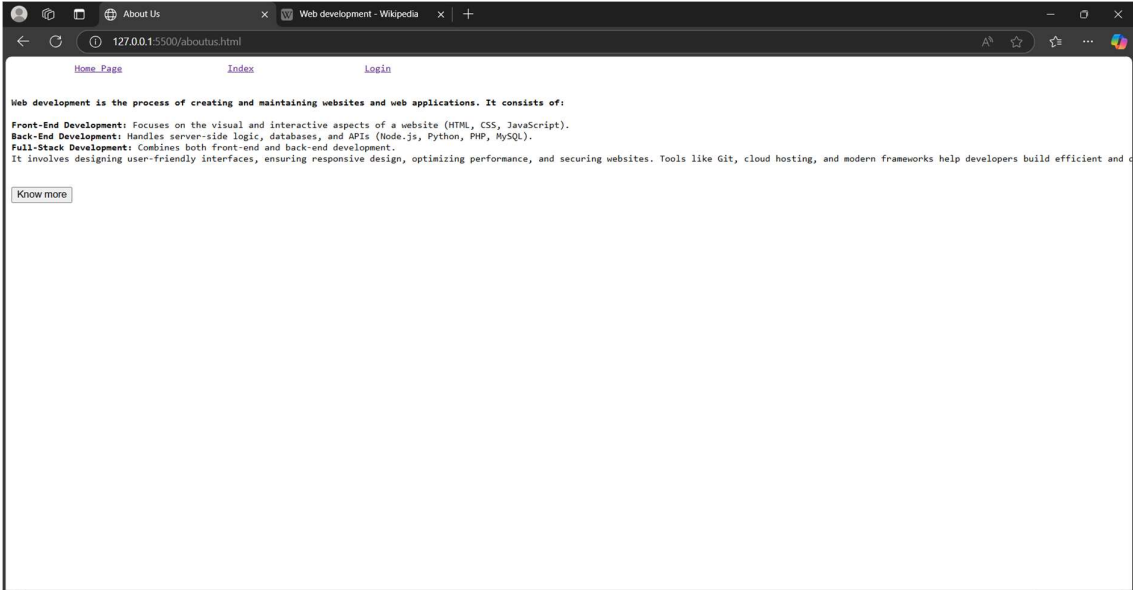 About Us
Web development - Wikipedia
127.0.0.1:5500/aboutus.html
Home Page Index Login
Web development is the process of creating and maintaining websites and web applications. It consists of:
Front-End Development: Focuses on the visual and interactive aspects of a website (HTML, CSS, JavaScript).
Back-End Development: Handles server-side logic, databases, and APIs (Node.js, Python, PHP, MySQL).
Full-Stack Development: Combines both front-end and back-end development.
It involves designing user-friendly interfaces, ensuring responsive design, optimizing performance, and securing websites. Tools like Git, cloud hosting, and modern frameworks help developers build efficient and
Know more